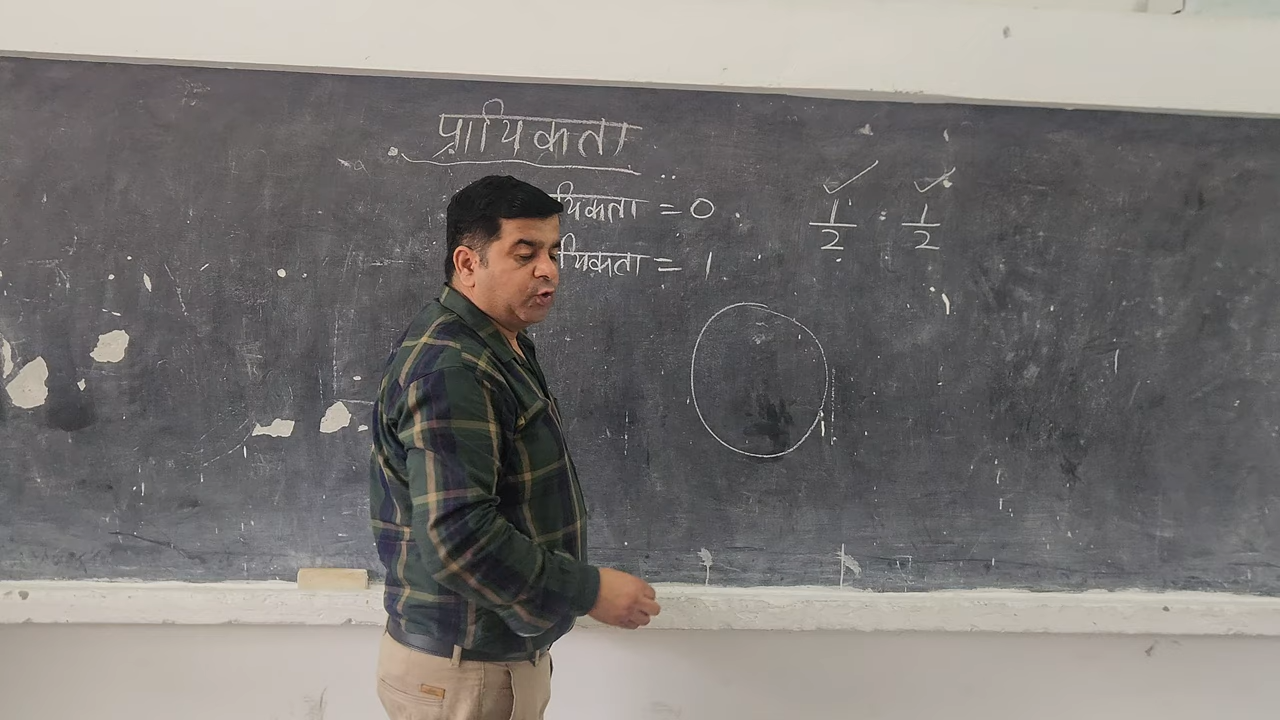 प्रायिकता
यिकता = 0
यिकता = 1
1/2 1/2